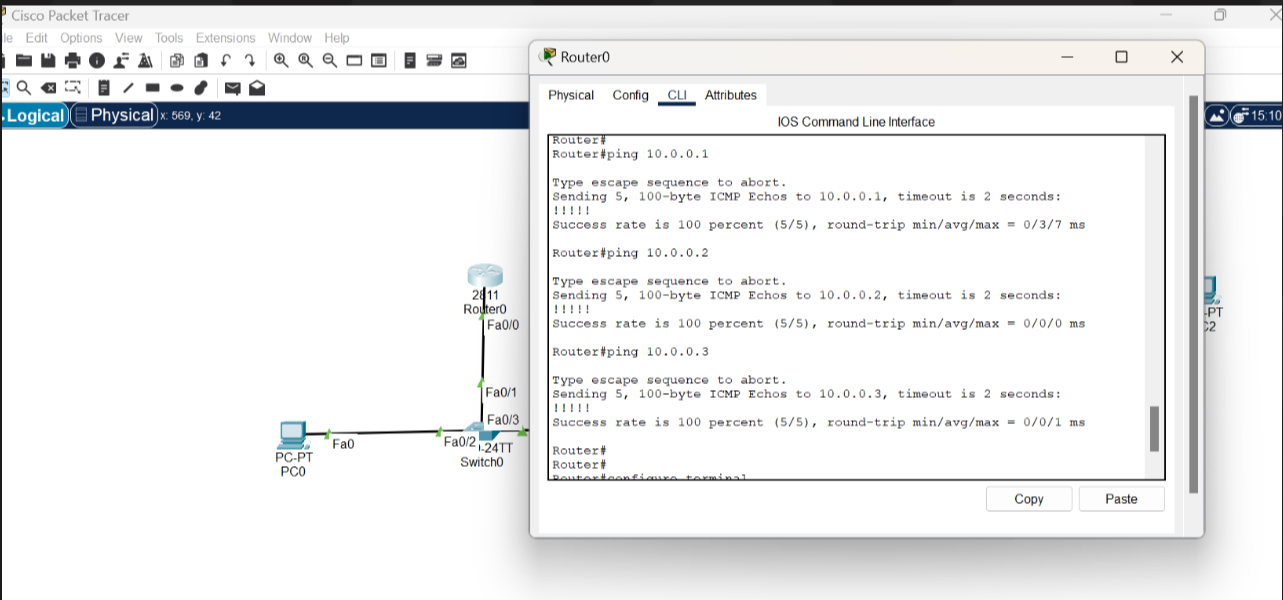 Cisco Packet Tracer
le Edit Options View Tools Extensions Window Help
Logical Physical x: 569, y: 42
15:10
Router0
Physical Config CLI Attributes
IOS Command Line Interface
Router#
Router#ping 10.0.0.1
Type escape sequence to abort.
Sending 5, 100-byte ICMP Echos to 10.0.0.1, timeout is 2 seconds:
!!!!!
Success rate is 100 percent (5/5), round-trip min/avg/max = 0/3/7 ms
Router#ping 10.0.0.2
Type escape sequence to abort.
Sending 5, 100-byte ICMP Echos to 10.0.0.2, timeout is 2 seconds:
!!!!!
Success rate is 100 percent (5/5), round-trip min/avg/max = 0/0/0 ms
Router#ping 10.0.0.3
Type escape sequence to abort.
Sending 5, 100-byte ICMP Echos to 10.0.0.3, timeout is 2 seconds:
!!!!!
Success rate is 100 percent (5/5), round-trip min/avg/max = 0/0/1 ms
Router#
Router#
Router#configure terminal
Copy Paste
2811
Router0
Fa0/0
Fa0/1
Fa0/3
Fa0/2
-24TT
Switch0
Fa0
PC-PT
PC0
-PT
C2